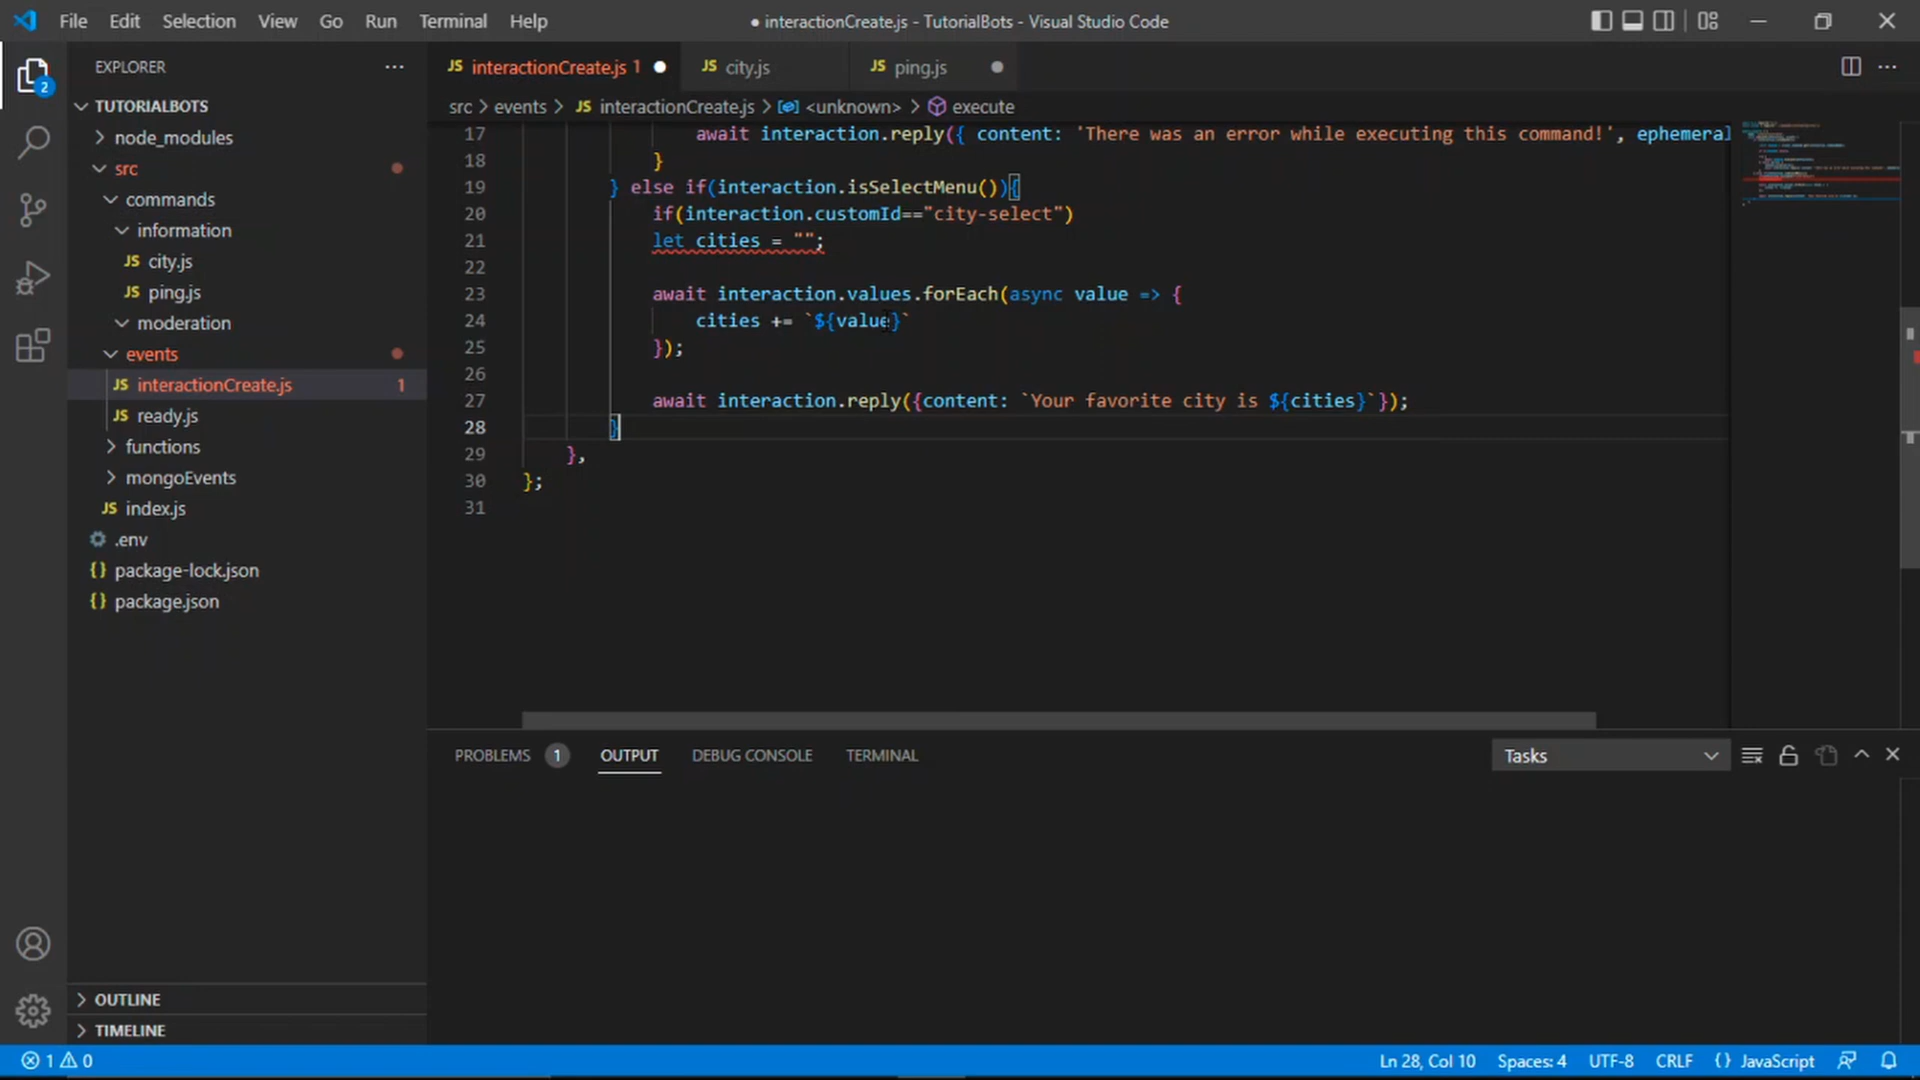 File Edit Selection View Go Run Terminal Help
● interactionCreate.js - TutorialBots - Visual Studio Code
EXPLORER
TUTORIALBOTS
node_modules
src
commands
information
JS city.js
JS ping.js
moderation
events
JS interactionCreate.js 1
JS ready.js
functions
mongoEvents
JS index.js
.env
{} package-lock.json
{} package.json
OUTLINE
TIMELINE
2
JS interactionCreate.js 1 ● JS city.js JS ping.js ●
src > events > JS interactionCreate.js > <unknown> > execute
17 await interaction.reply({ content: 'There was an error while executing this command!', ephemeral
18 }
19 } else if(interaction.isSelectMenu()){
20 if(interaction.customId=="city-select")
21 let cities = "";
22
23 await interaction.values.forEach(async value => {
24 cities += `${value}`
25 });
26
27 await interaction.reply({content: `Your favorite city is ${cities}`});
28 }
29 },
30 };
31
PROBLEMS 1 OUTPUT DEBUG CONSOLE TERMINAL
Tasks
1 0
Ln 28, Col 10 Spaces: 4 UTF-8 CRLF {} JavaScript